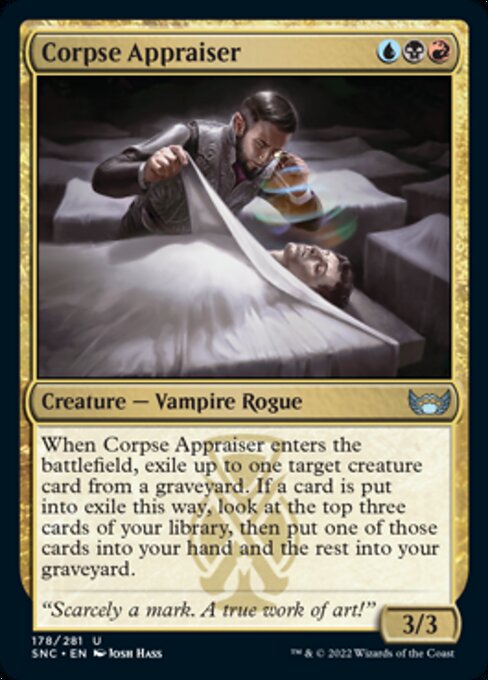 Corpse Appraiser
Creature — Vampire Rogue
When Corpse Appraiser enters the
battlefield, exile up to one target creature
card from a graveyard. If a card is put
into exile this way, look at the top three
cards of your library, then put one of those
cards into your hand and the rest into your
graveyard.
“Scarcely a mark. A true work of art!”
3/3
178/281 U
SNC • EN Josh Hass
™ & © 2022 Wizards of the Coast